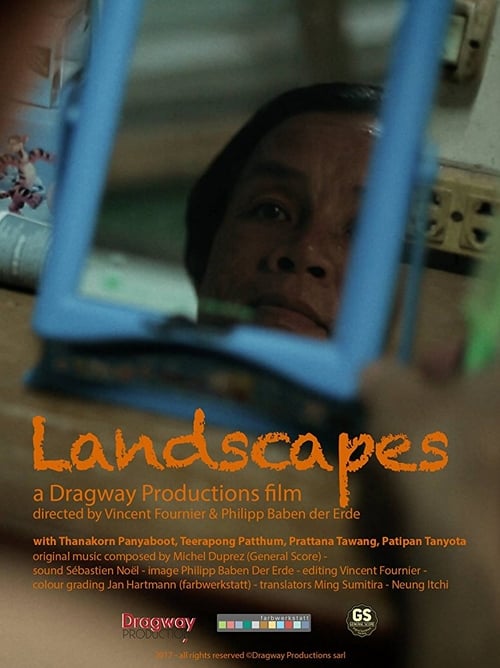 Landscapes
a Dragway Productions film
directed by Vincent Fournier & Philipp Baben der Erde
with Thanakorn Panyaboot, Teerapong Patthum, Prattana Tawang, Patipan Tanyota
original music composed by Michel Duprez (General Score) -
sound Sébastien Noël - image Philipp Baben Der Erde - editing Vincent Fournier -
colour grading Jan Hartmann (farbwerkstatt) - translators Ming Sumitira - Neung Itchi
Dragway
PRODUCTION
farbwerkstatt
GS
GENERAL SCORE
2017 - all rights reserved ©Dragway Productions sarl